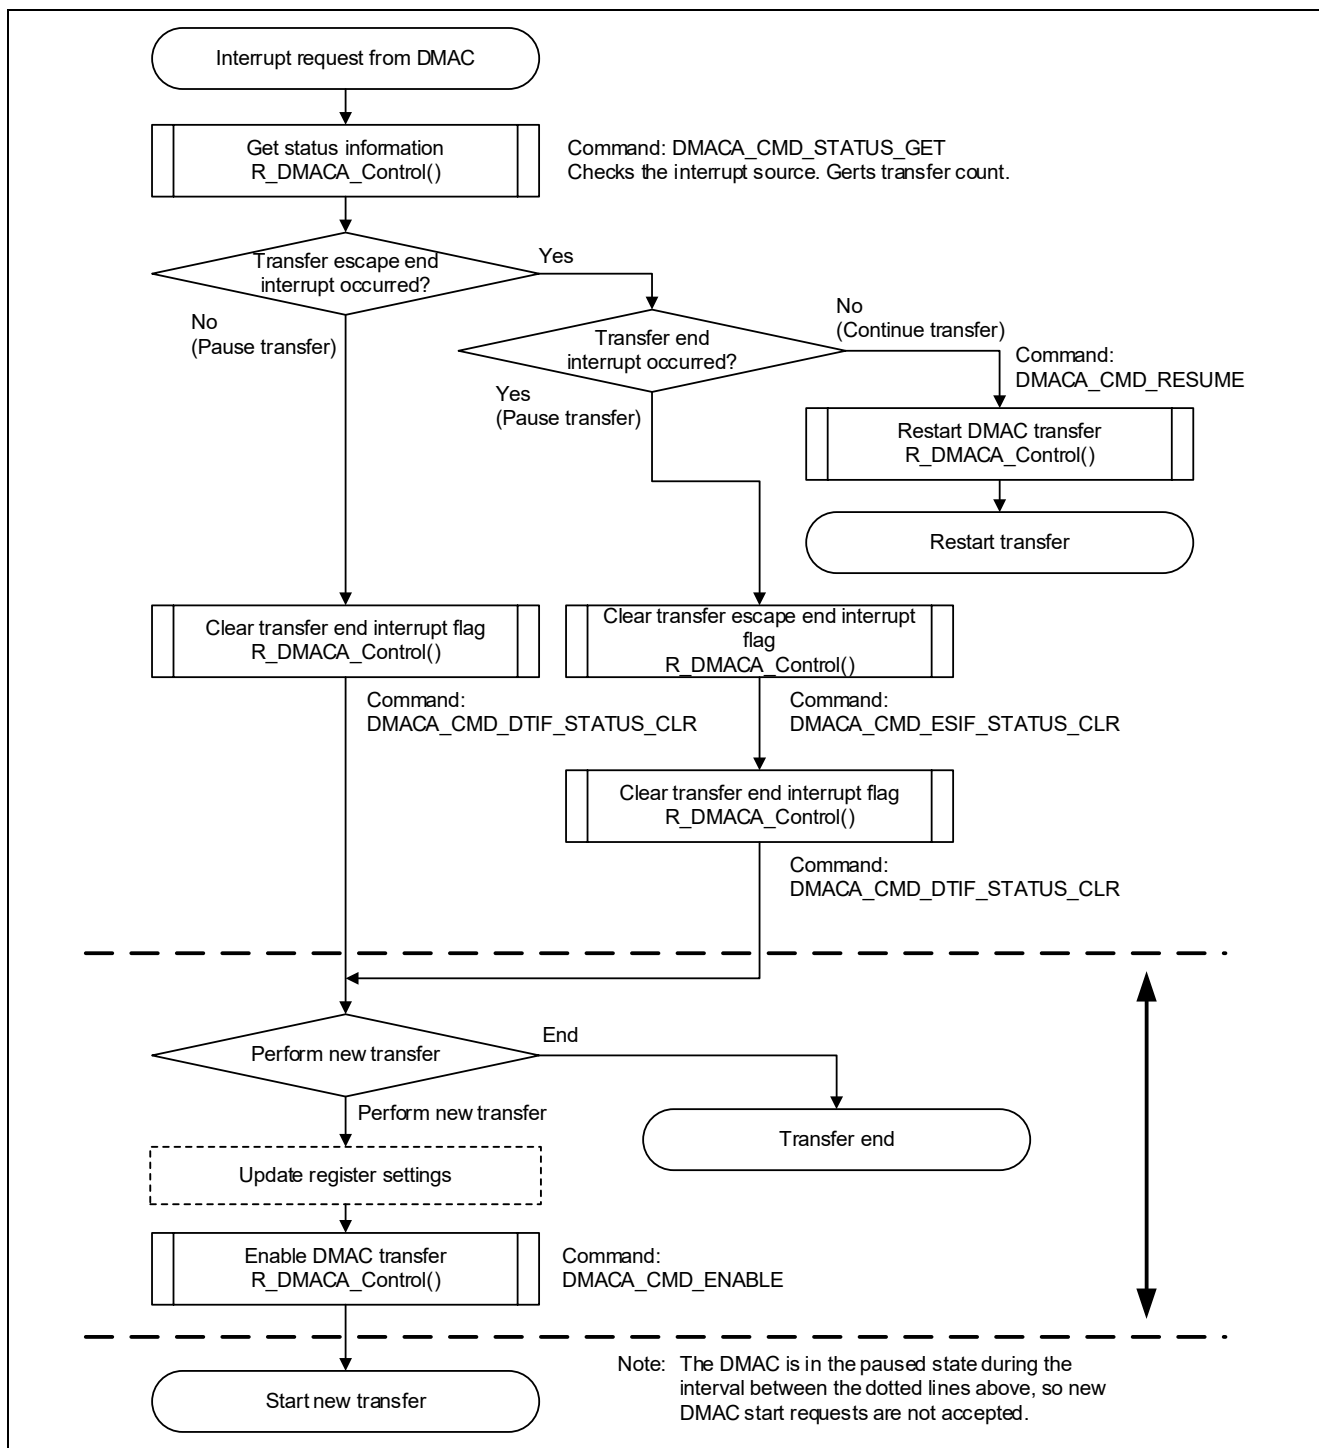 Interrupt request from DMAC
Get status information
R_DMACA_Control()
Command: DMACA_CMD_STATUS_GET
Checks the interrupt source. Gerts transfer count.
Transfer escape end
interrupt occurred?
Yes
No
(Pause transfer)
Transfer end
interrupt occurred?
No
(Continue transfer)
Command:
DMACA_CMD_RESUME
Yes
(Pause transfer)
Restart DMAC transfer
R_DMACA_Control()
Restart transfer
Clear transfer end interrupt flag
R_DMACA_Control()
Clear transfer escape end interrupt
flag
R_DMACA_Control()
Command:
DMACA_CMD_DTIF_STATUS_CLR
Command:
DMACA_CMD_ESIF_STATUS_CLR
Clear transfer end interrupt flag
R_DMACA_Control()
Command:
DMACA_CMD_DTIF_STATUS_CLR
Perform new transfer
End
Perform new transfer
Transfer end
Update register settings
Enable DMAC transfer
R_DMACA_Control()
Command:
DMACA_CMD_ENABLE
Start new transfer
Note: The DMAC is in the paused state during the
interval between the dotted lines above, so new
DMAC start requests are not accepted.